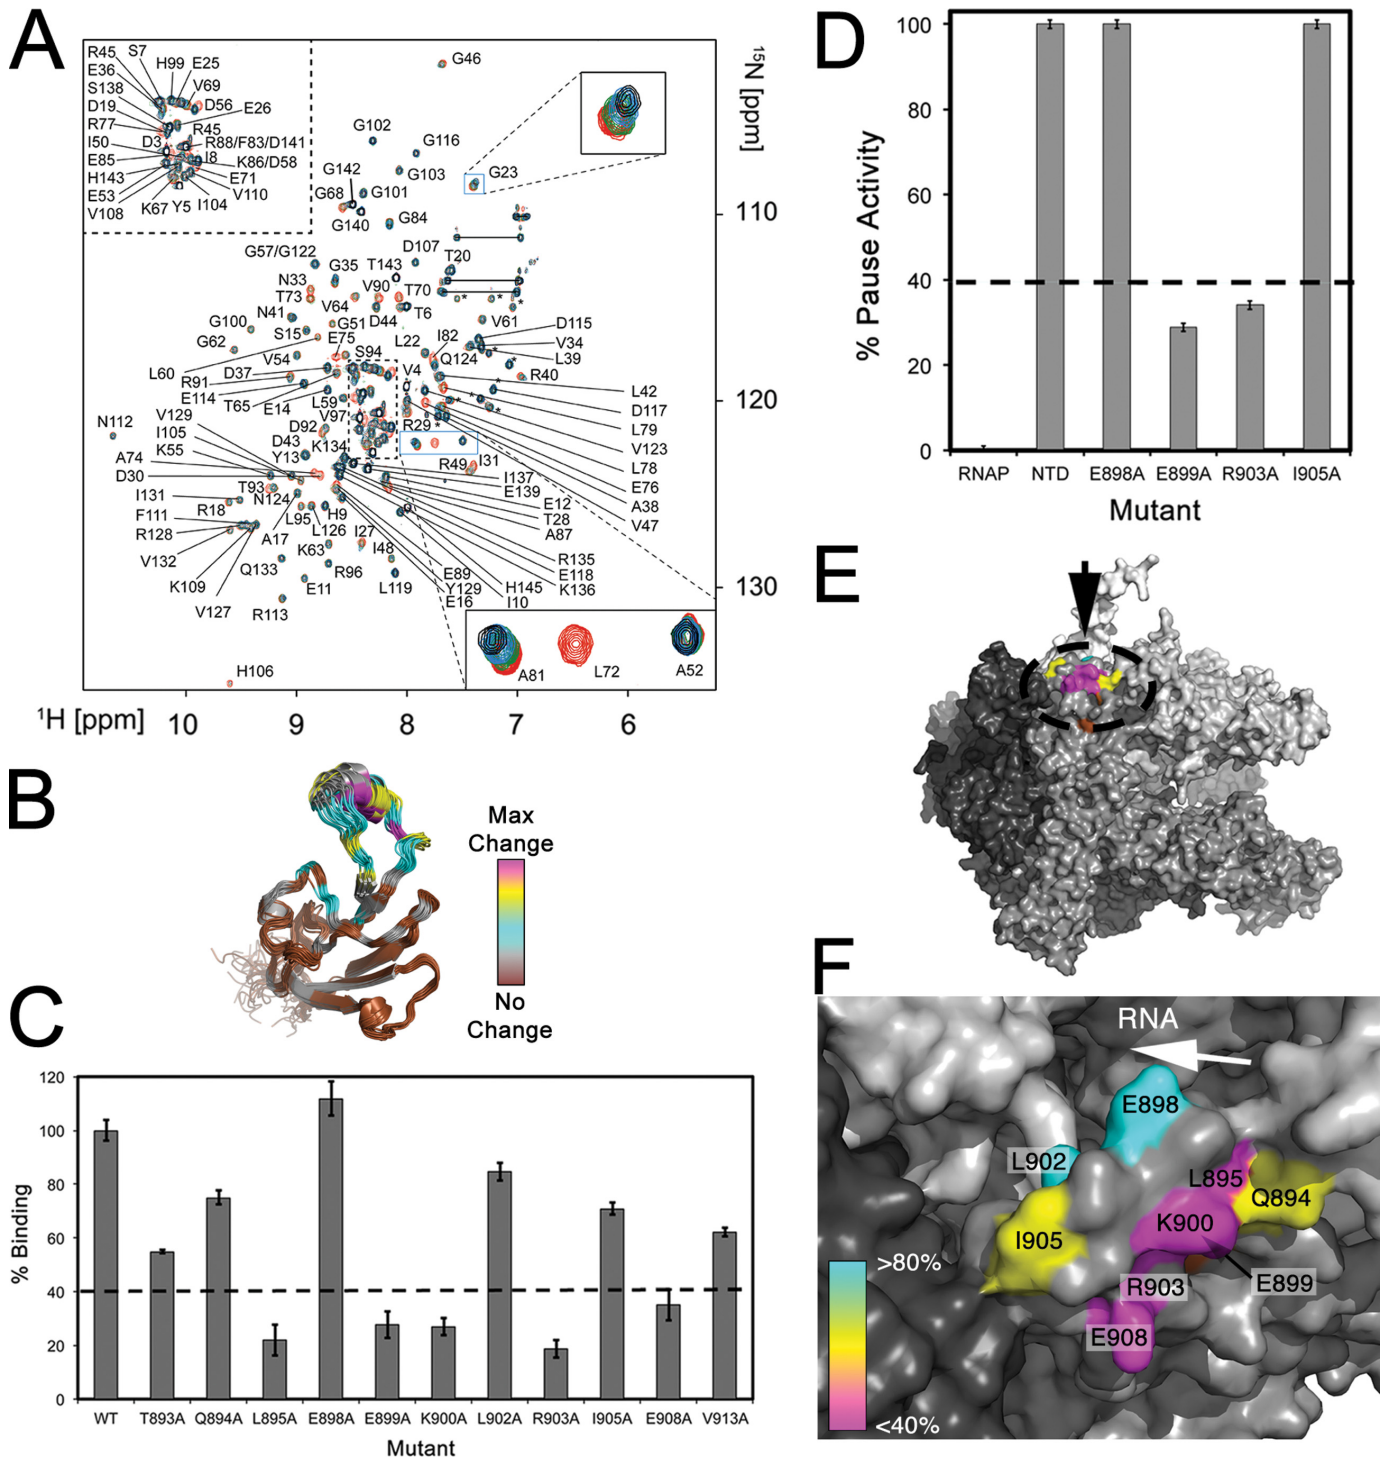 A
R45
S7
H99
E25
E36
V69
S138
D56
E26
D19
R77
R45
I50
D3
R88/F83/D141
I8
E85
K86/D58
H143
E71
E53
V110
V108
K67
Y5
I104
G46
G102
G116
G142
G103
G23
G68
G101
G140
G84
G57/G122
D107
T20
G35
T143
N33
V90
T70
T73
V64
D44
T6
N41
G51
V61
G100
S15
E75
D115
G62
L22
I82
V34
V54
S94
Q124
L39
L60
D37
V4
R40
R91
L42
E114
T65
E14
L59
D117
N112
V129
V97
L79
I105
D92
R29
V123
K55
D43
K134
L78
A74
Y13
R49
I31
E76
D30
I137
A38
T93
E139
V47
I131
N124
E12
R18
L95
H9
T28
F111
L126
A87
R128
A17
I27
V132
K63
I48
R135
Q133
E89
E118
K109
R96
Y129
H145
K136
V127
E11
L119
E16
I10
R113
H106
A81
L72
A52
¹H [ppm]
10
9
8
7
6
¹⁵N [ppm]
110
120
130
B
Max
Change
No
Change
C
% Binding
120
100
80
60
40
20
0
WT
T893A
Q894A
L895A
E898A
E899A
K900A
L902A
R903A
I905A
E908A
V913A
Mutant
D
% Pause Activity
100
80
60
40
20
0
RNAP
NTD
E898A
E899A
R903A
I905A
Mutant
E
F
RNA
E898
L902
L895
Q894
K900
I905
E899
R903
E908
>80%
<40%